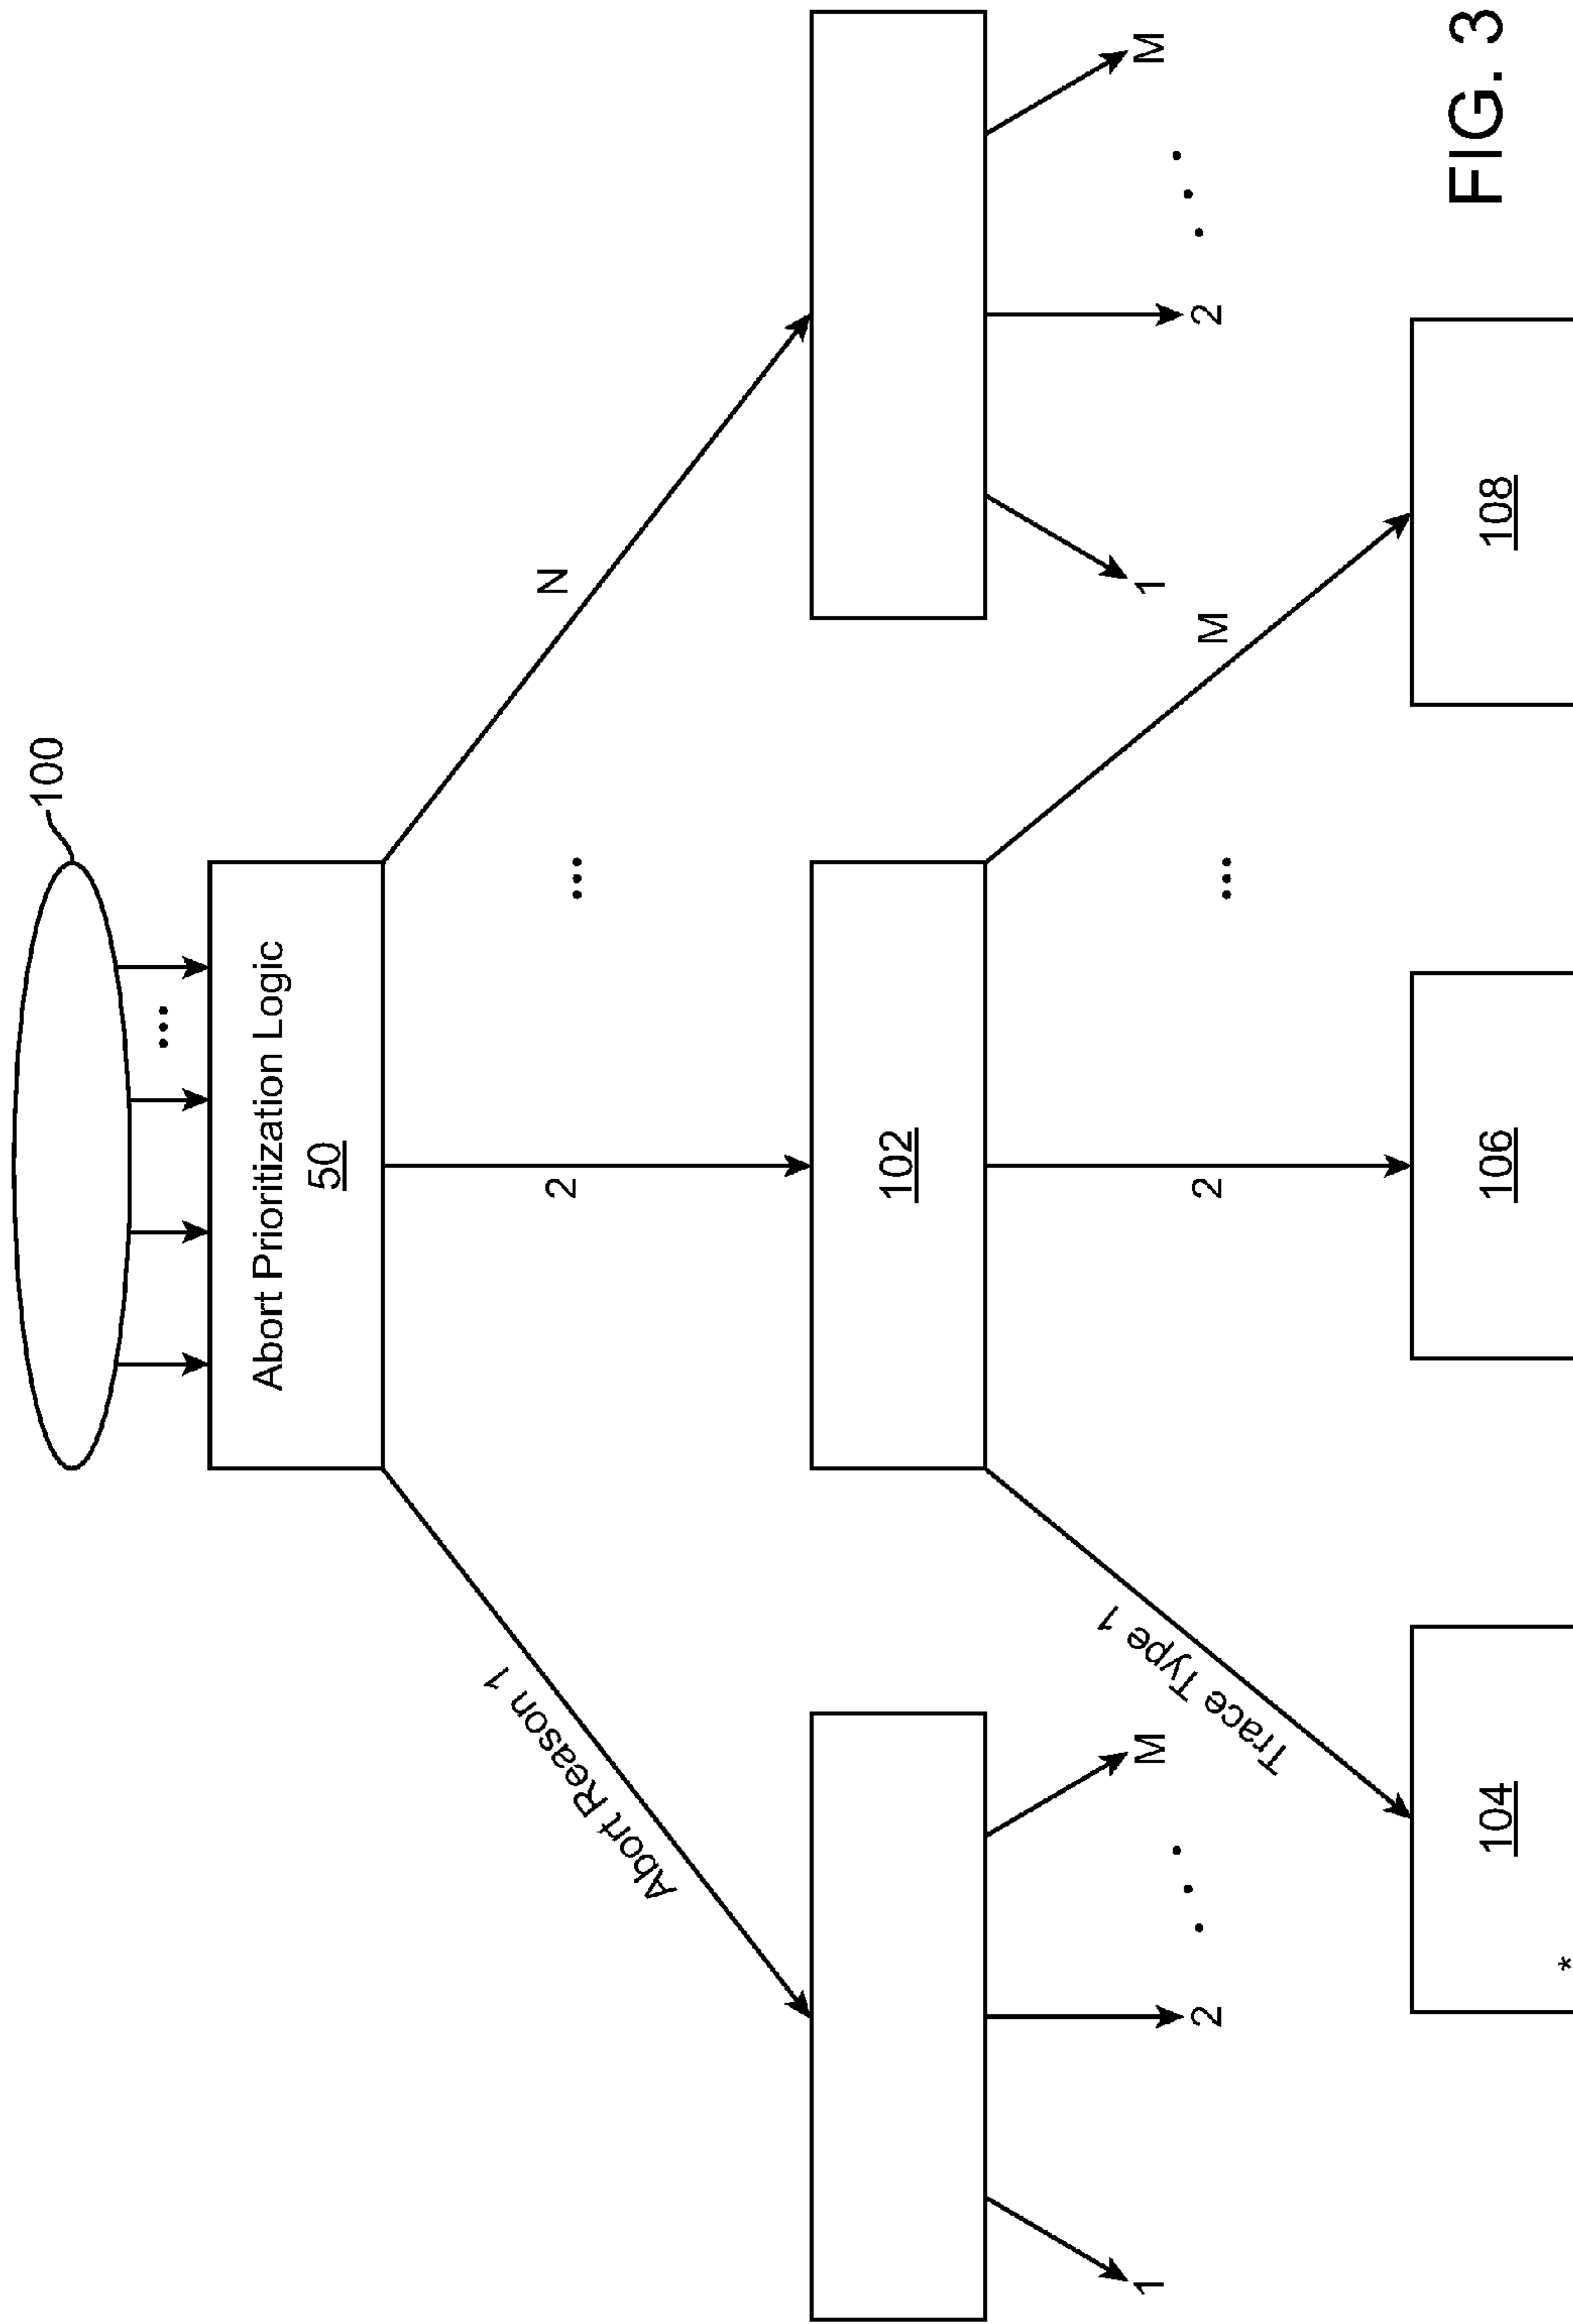 100
...
Abort Prioritization Logic
50
Abort Reason 1
2
...
N
102
1
2
...
M
Trace Type 1
2
...
M
1
2
...
M
104
*
106
108
FIG. 3